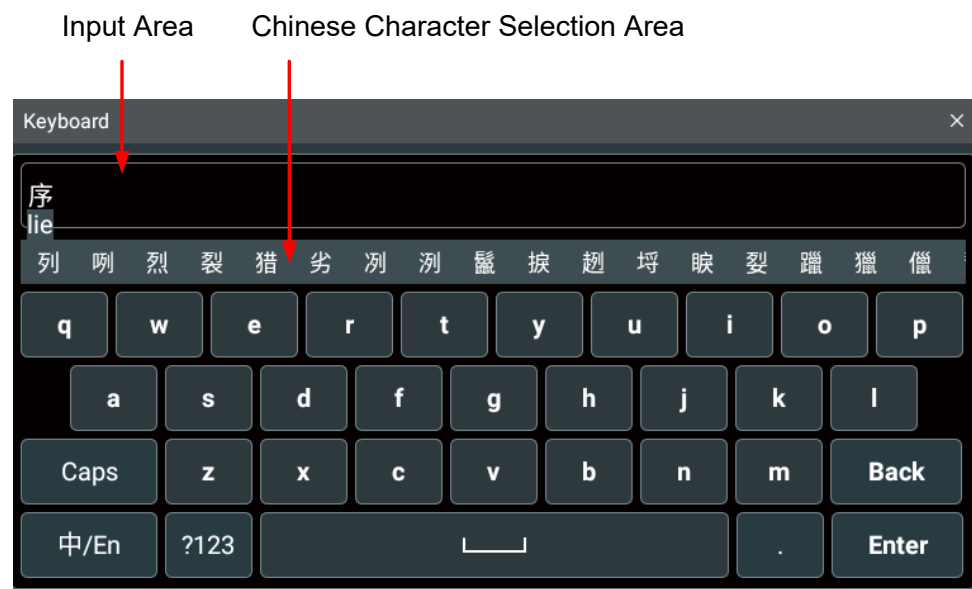 Input Area Chinese Character Selection Area
Keyboard ×
序
lie
列 咧 烈 裂 猎 劣 冽 洌 鬣 捩 趔 埒 睙 㤠 躐 獵 儠
q w e r t y u i o p
a s d f g h j k l
Caps z x c v b n m Back
中/En ?123 . Enter